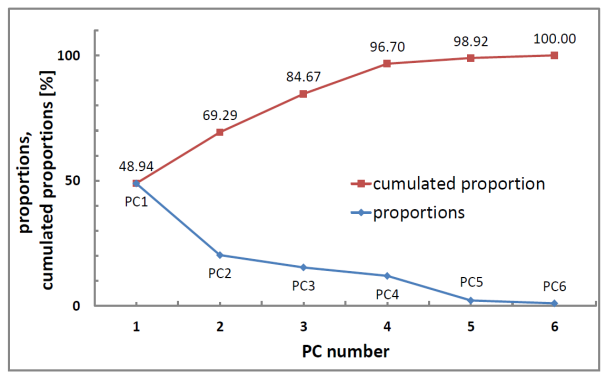 100.00
98.92
96.70
84.67
69.29
48.94
100
50
0
proportions,
cumulated proportions [%]
cumulated proportion
proportions
PC1
PC2
PC3
PC4
PC5
PC6
1 2 3 4 5 6
PC number